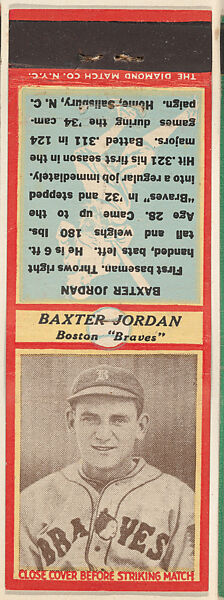 THE DIAMOND MATCH CO. N.Y.C.
BAXTER JORDAN
First baseman. Throws right
handed, bats left. He is 6 ft.
tall and weighs 180 lbs.
Age 28. Came up to the
"Braves" in '32 and stepped
into a regular job immediately.
Hit .321 his first season in the
majors. Batted .311 in 124
games during the '34 cam-
paign. Home, Salisbury, N. C.
BAXTER JORDAN
Boston "Braves"
B
BRAVES
CLOSE COVER BEFORE STRIKING MATCH